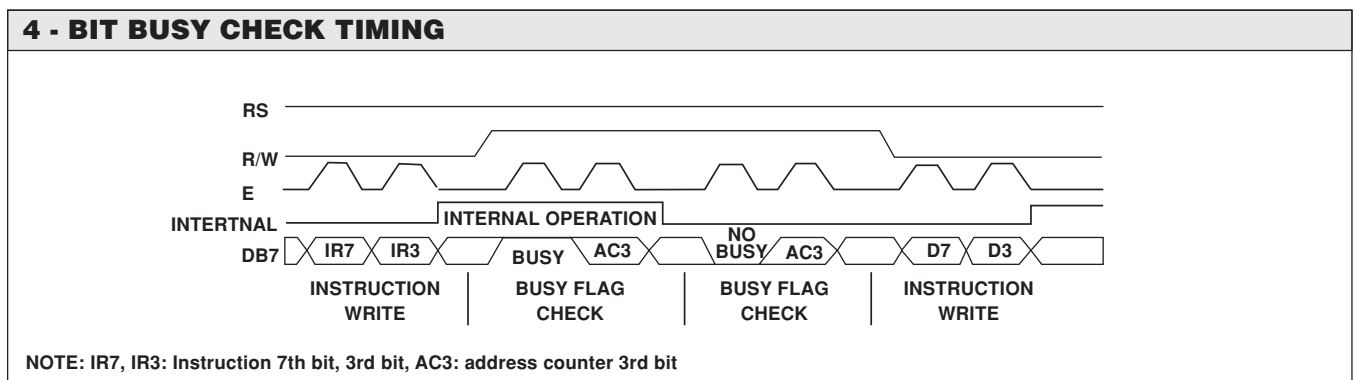 4 - BIT BUSY CHECK TIMING
RS
R/W
E
INTERTNAL
INTERNAL OPERATION
DB7
IR7
IR3
BUSY
AC3
NO
BUSY
AC3
D7
D3
INSTRUCTION
WRITE
BUSY FLAG
CHECK
BUSY FLAG
CHECK
INSTRUCTION
WRITE
NOTE: IR7, IR3: Instruction 7th bit, 3rd bit, AC3: address counter 3rd bit